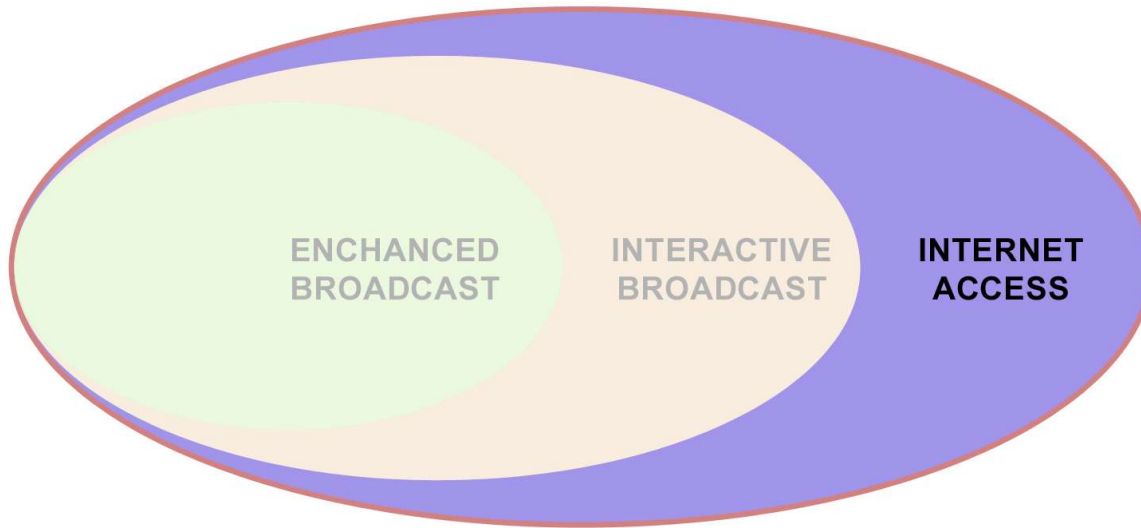 ENCHANCED
BROADCAST
INTERACTIVE
BROADCAST
INTERNET
ACCESS